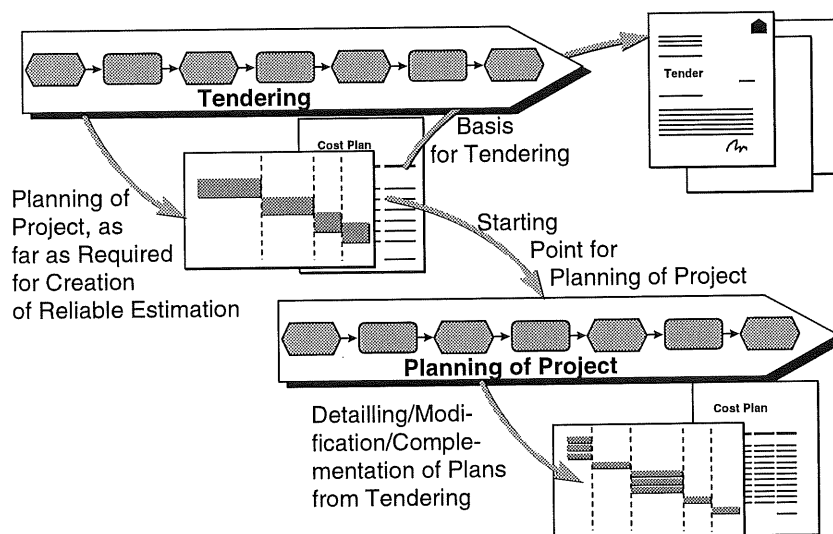 Tendering
Tender
Cost Plan
Basis
for Tendering
Planning of
Project, as
far as Required
for Creation
of Reliable Estimation
Starting
Point for
Planning of Project
Planning of Project
Cost Plan
Detailling/Modi-
fication/Comple-
mentation of Plans
from Tendering